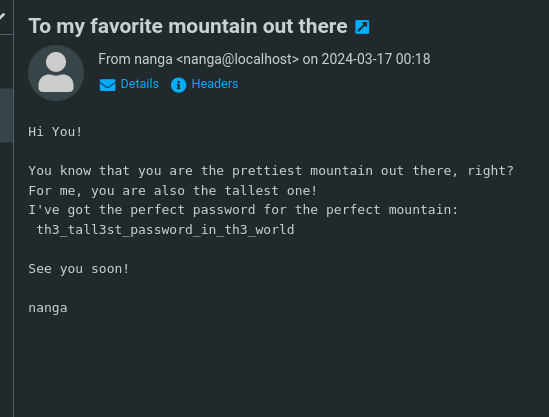 To my favorite mountain out there
From nanga <nanga@localhost> on 2024-03-17 00:18
Details Headers
Hi You!
You know that you are the prettiest mountain out there, right?
For me, you are also the tallest one!
I've got the perfect password for the perfect mountain:
th3_tall3st_password_in_th3_world
See you soon!
nanga